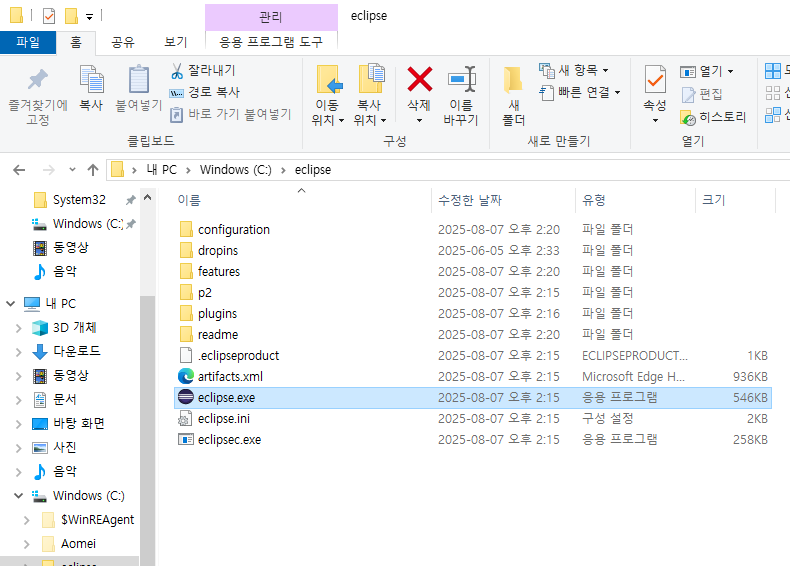 관리
eclipse
파일
홈
공유
보기
응용 프로그램 도구
즐겨찾기에
고정
복사
붙여넣기
잘라내기
경로 복사
바로 가기 붙여넣기
클립보드
이동
위치
복사
위치
삭제
이름
바꾸기
구성
새
폴더
새 항목
빠른 연결
새로 만들기
속성
열기
편집
히스토리
열기
내 PC
Windows (C:)
eclipse
System32
Windows (C:)
동영상
음악
내 PC
3D 개체
다운로드
동영상
문서
바탕 화면
사진
음악
Windows (C:)
$WinREAgent
Aomei
eclipse
이름 수정한 날짜 유형 크기
configuration 2025-08-07 오후 2:20 파일 폴더
dropins 2025-06-05 오후 2:33 파일 폴더
features 2025-08-07 오후 2:20 파일 폴더
p2 2025-08-07 오후 2:15 파일 폴더
plugins 2025-08-07 오후 2:16 파일 폴더
readme 2025-08-07 오후 2:20 파일 폴더
.eclipseproduct 2025-08-07 오후 2:15 ECLIPSEPRODUCT... 1KB
artifacts.xml 2025-08-07 오후 2:15 Microsoft Edge H... 936KB
eclipse.exe 2025-08-07 오후 2:15 응용 프로그램 546KB
eclipse.ini 2025-08-07 오후 2:15 구성 설정 2KB
eclipsec.exe 2025-08-07 오후 2:15 응용 프로그램 258KB